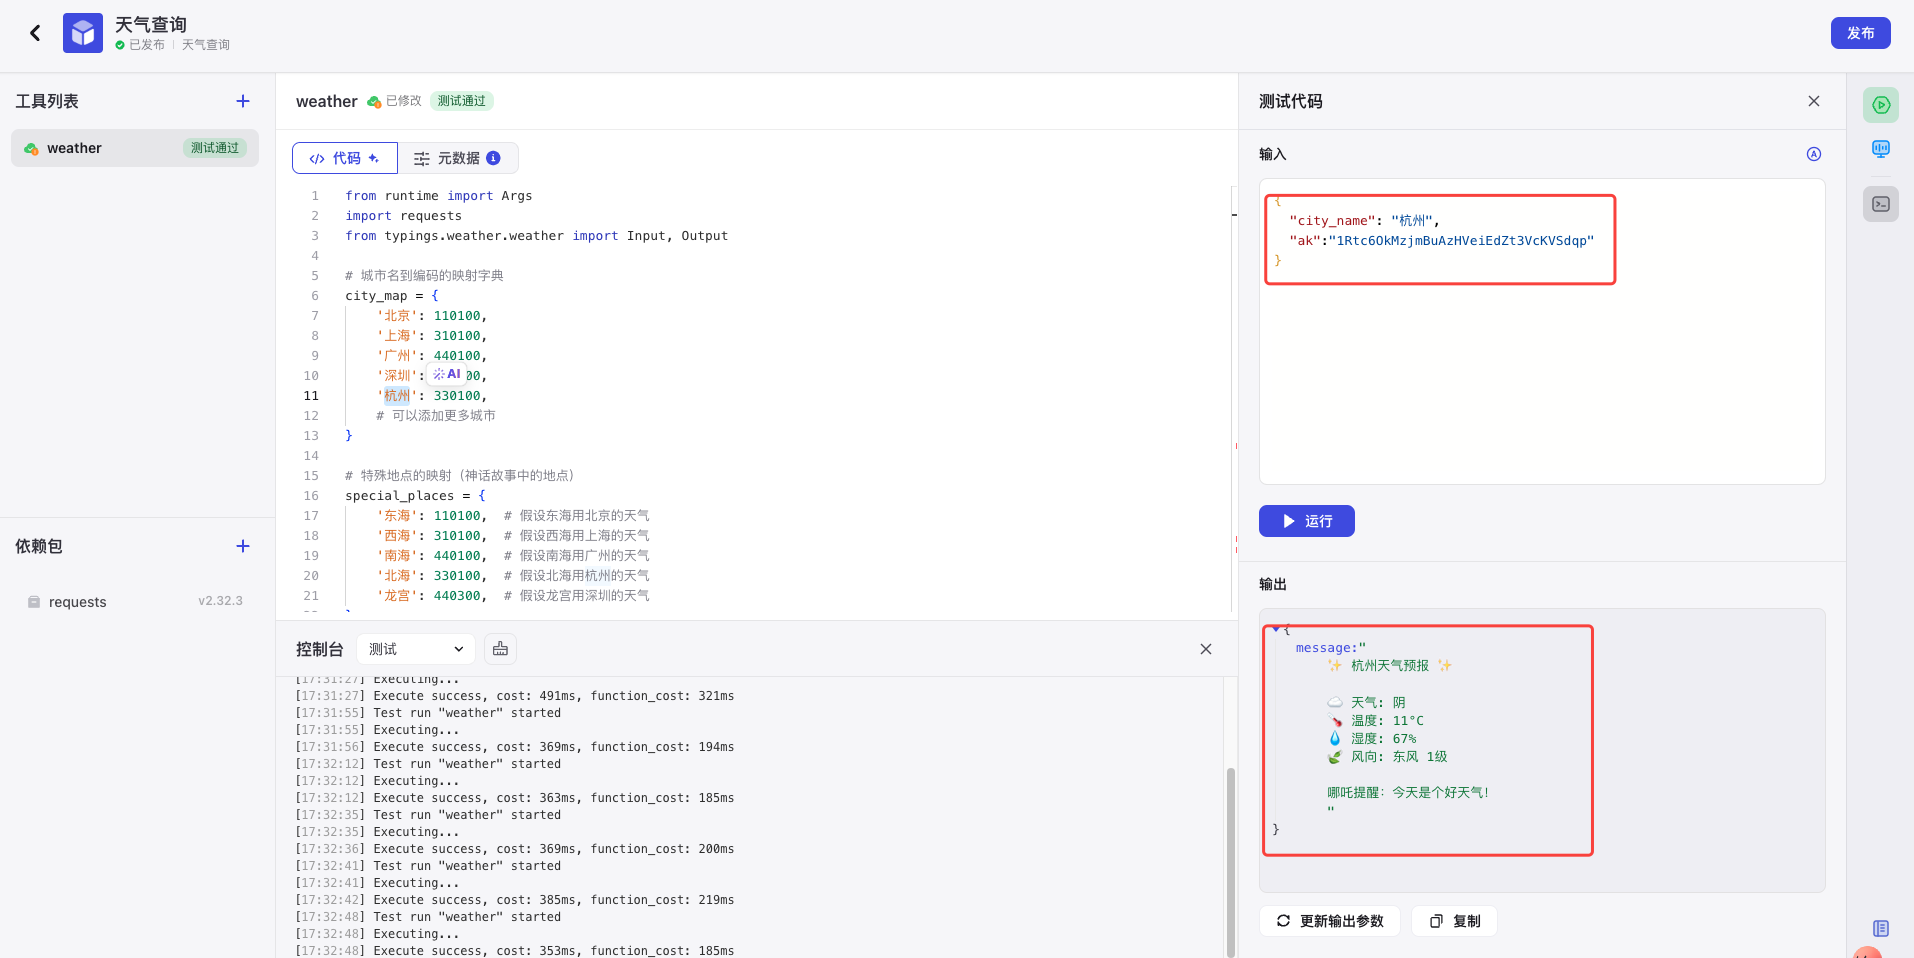 天气查询
已发布 | 天气查询
发布
工具列表
weather
测试通过
依赖包
requests
v2.32.3
weather 已修改 测试通过
代码
元数据
1 from runtime import Args
2 import requests
3 from typings.weather.weather import Input, Output
4
5 # 城市名到编码的映射字典
6 city_map = {
7 '北京': 110100,
8 '上海': 310100,
9 '广州': 440100,
10 '深圳': 00,
AI
11 '杭州': 330100,
12 # 可以添加更多城市
13 }
14
15 # 特殊地点的映射（神话故事中的地点）
16 special_places = {
17 '东海': 110100, # 假设东海用北京的天气
18 '西海': 310100, # 假设西海用上海的天气
19 '南海': 440100, # 假设南海用广州的天气
20 '北海': 330100, # 假设北海用杭州的天气
21 '龙宫': 440300, # 假设龙宫用深圳的天气
控制台
测试
[17:31:27] Executing...
[17:31:27] Execute success, cost: 491ms, function_cost: 321ms
[17:31:55] Test run "weather" started
[17:31:55] Executing...
[17:31:56] Execute success, cost: 369ms, function_cost: 194ms
[17:32:12] Test run "weather" started
[17:32:12] Executing...
[17:32:12] Execute success, cost: 363ms, function_cost: 185ms
[17:32:35] Test run "weather" started
[17:32:35] Executing...
[17:32:36] Execute success, cost: 369ms, function_cost: 200ms
[17:32:41] Test run "weather" started
[17:32:41] Executing...
[17:32:42] Execute success, cost: 385ms, function_cost: 219ms
[17:32:48] Test run "weather" started
[17:32:48] Executing...
[17:32:48] Execute success, cost: 353ms, function_cost: 185ms
测试代码
输入
{
"city_name": "杭州",
"ak":"1Rtc6OkMzjmBuAzHVeiEdZt3VcKVSdqp"
}
运行
输出
{
message:"
✨ 杭州天气预报 ✨
☁️ 天气: 阴
🌡️ 温度: 11°C
💧 湿度: 67%
🍃 风向: 东风 1级
哪吒提醒: 今天是个好天气!
"
}
更新输出参数
复制